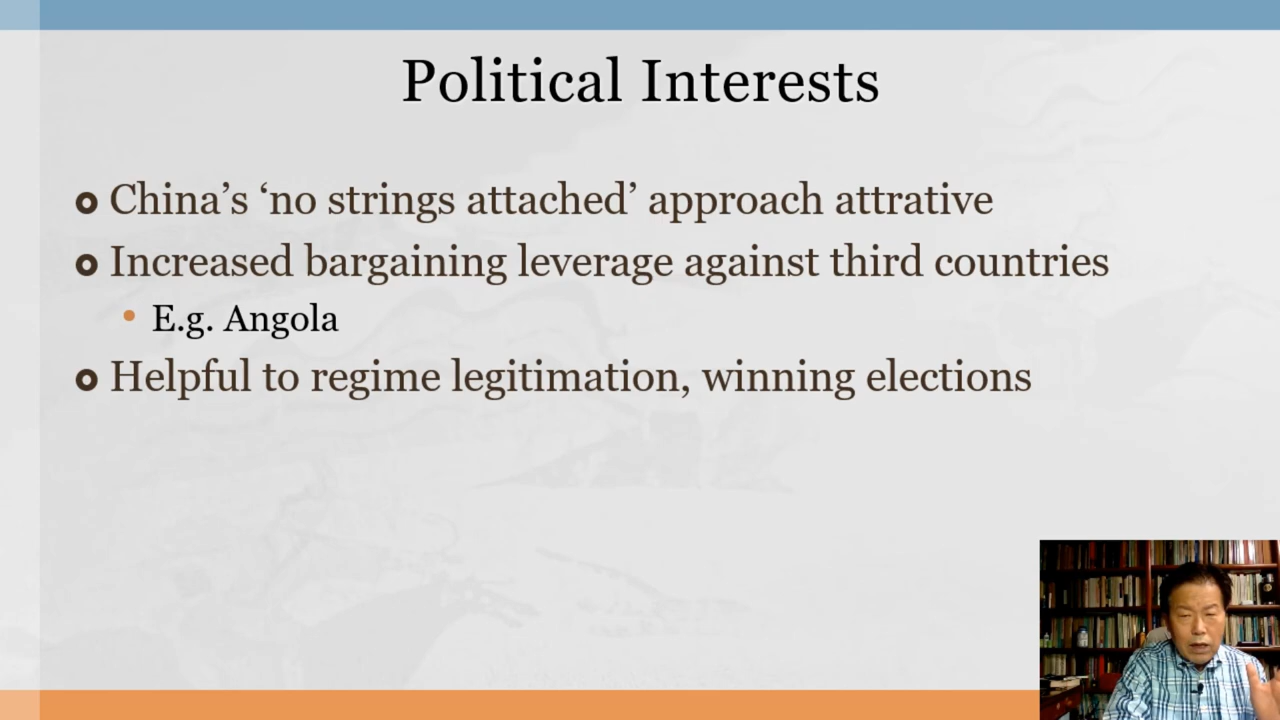 Political Interests
China’s ‘no strings attached’ approach attrative
Increased bargaining leverage against third countries
E.g. Angola
Helpful to regime legitimation, winning elections